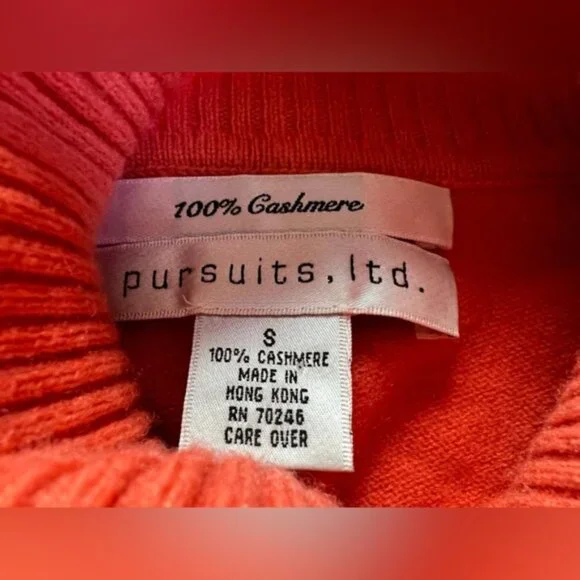 100% Cashmere
pursuits, ltd.
S
100% CASHMERE
MADE IN
HONG KONG
RN 70246
CARE OVER